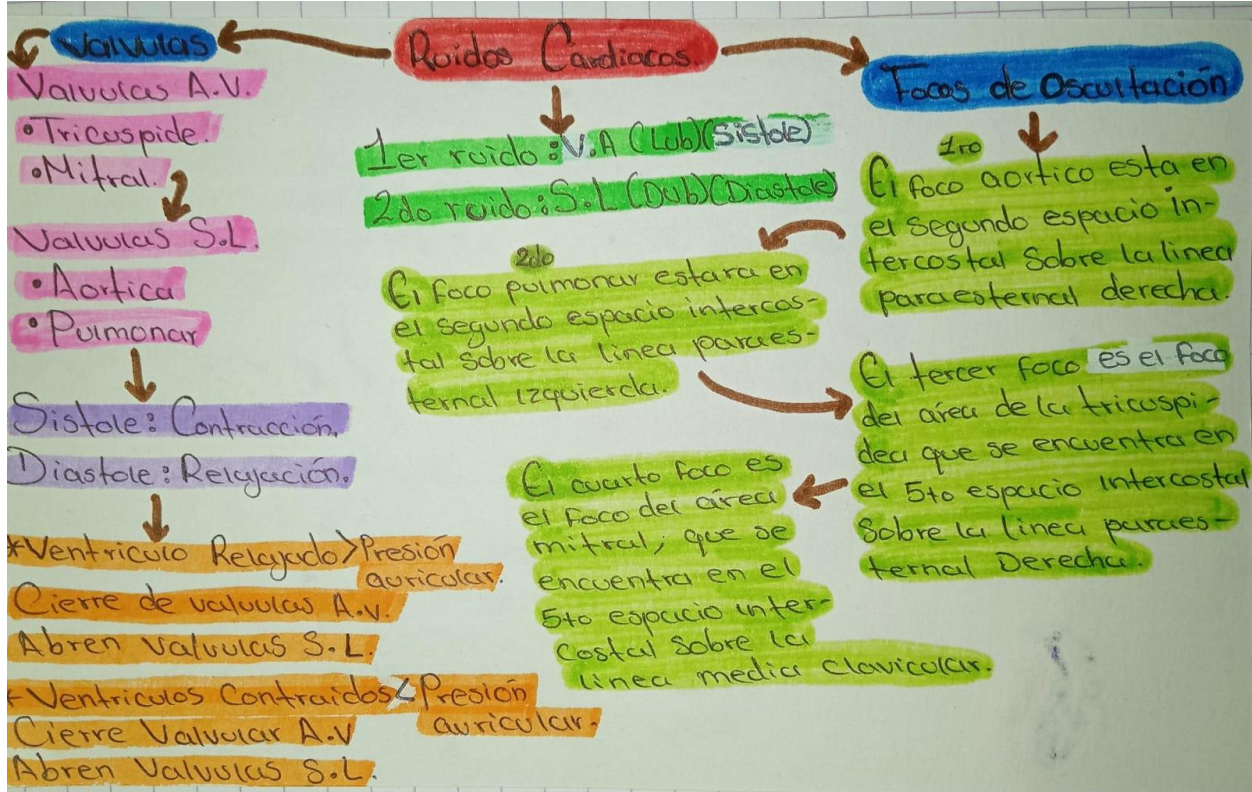 Ruidos Cardiacos.
Valvulas
Valvulas A.V.
•Tricuspide.
•Mitral.
Valvulas S.L.
•Aortica
•Pulmonar
Sistole: Contracción.
Diastole: Relajación.
*Ventriculo Relajado>Presión
auricular.
Cierre de valvulas A.v.
Abren valvulas S.L.
+Ventriculos Contraidos<Presión
auricular.
Cierre Valvular A.V
Abren Valvulas S.L.
1er ruido: V.A (Lub)(Sistole)
2do ruido: S.L (Dub)(Diastole)
Focos de Oscultación
1ro
El foco aortico esta en
el segundo espacio in-
tercostal Sobre la linea
paraesternal derecha.
2do
El foco pulmonar estara en
el segundo espacio intercos-
tal sobre la linea paraes-
ternal izquierda.
El tercer foco es el foco
del área de la tricuspi-
dea que se encuentra en
el 5to espacio intercostal
Sobre la linea paraes-
ternal Derecha.
El cuarto foco es
el foco del área
mitral, que se
encuentra en el
5to espacio inter-
costal sobre la
linea media Clavicular.